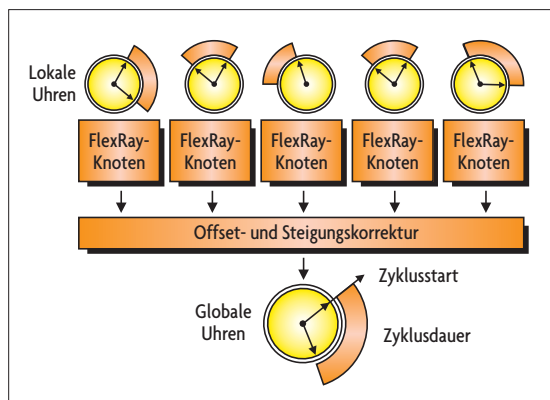 Lokale
Uhren
FlexRay-
Knoten
FlexRay-
Knoten
FlexRay-
Knoten
FlexRay-
Knoten
FlexRay-
Knoten
Offset- und Steigungskorrektur
Zyklusstart
Globale
Uhren
Zyklusdauer